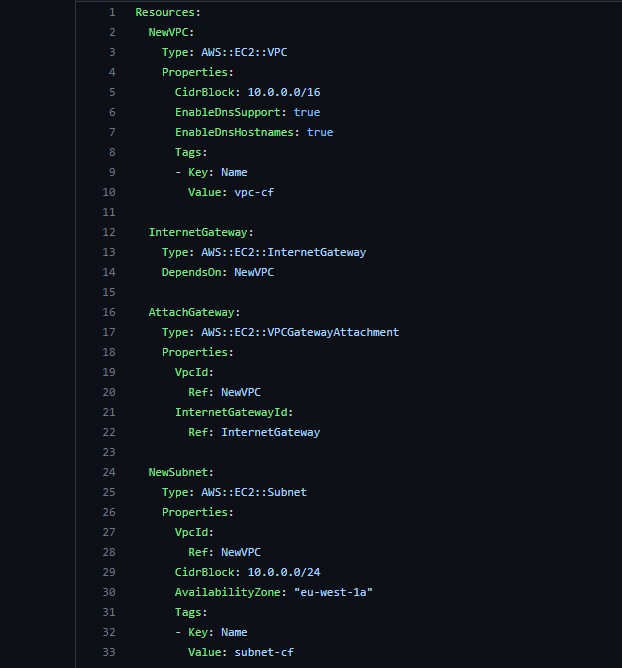 1 Resources:
2   NewVPC:
3     Type: AWS::EC2::VPC
4     Properties:
5       CidrBlock: 10.0.0.0/16
6       EnableDnsSupport: true
7       EnableDnsHostnames: true
8       Tags:
9       - Key: Name
10         Value: vpc-cf
11
12   InternetGateway:
13     Type: AWS::EC2::InternetGateway
14     DependsOn: NewVPC
15
16   AttachGateway:
17     Type: AWS::EC2::VPCGatewayAttachment
18     Properties:
19       VpcId:
20         Ref: NewVPC
21       InternetGatewayId:
22         Ref: InternetGateway
23
24   NewSubnet:
25     Type: AWS::EC2::Subnet
26     Properties:
27       VpcId:
28         Ref: NewVPC
29       CidrBlock: 10.0.0.0/24
30       AvailabilityZone: "eu-west-1a"
31       Tags:
32       - Key: Name
33         Value: subnet-cf